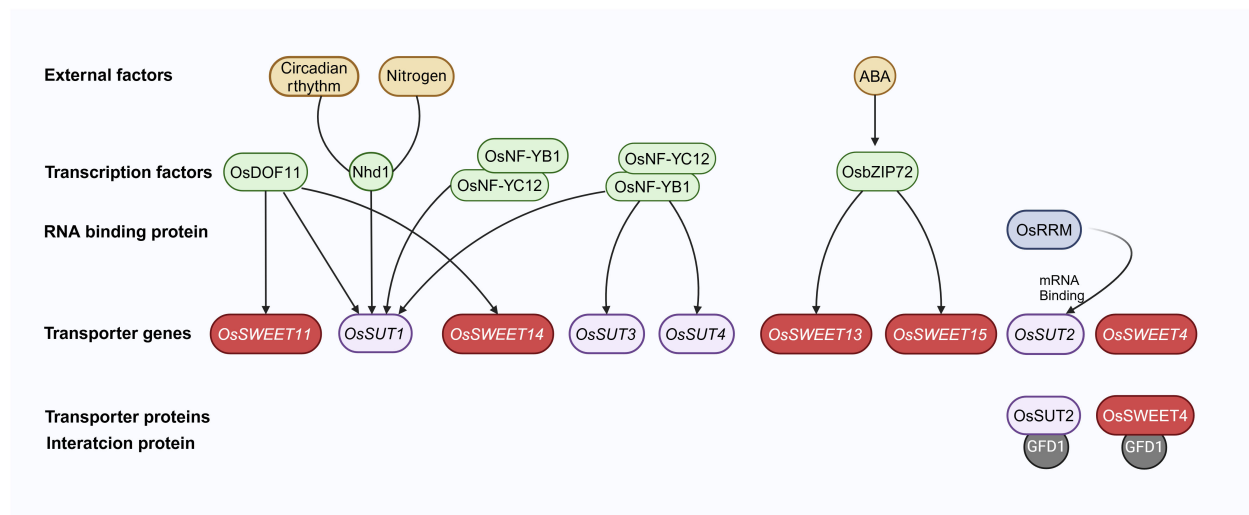 External factors
Circadian
rthythm
Nitrogen
ABA
Transcription factors
OsDOF11
Nhd1
OsNF-YB1
OsNF-YC12
OsNF-YC12
OsNF-YB1
OsbZIP72
RNA binding protein
OsRRM
mRNA
Binding
Transporter genes
OsSWEET11
OsSUT1
OsSWEET14
OsSUT3
OsSUT4
OsSWEET13
OsSWEET15
OsSUT2
OsSWEET4
Transporter proteins
OsSUT2
OsSWEET4
Interatcion protein
GFD1
GFD1